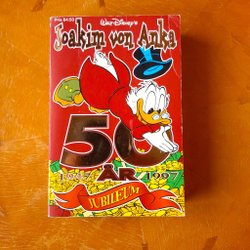 WALT DISNEY'S
Joakim von Anka
50
ÅR
1947 1997
JUBILEUM